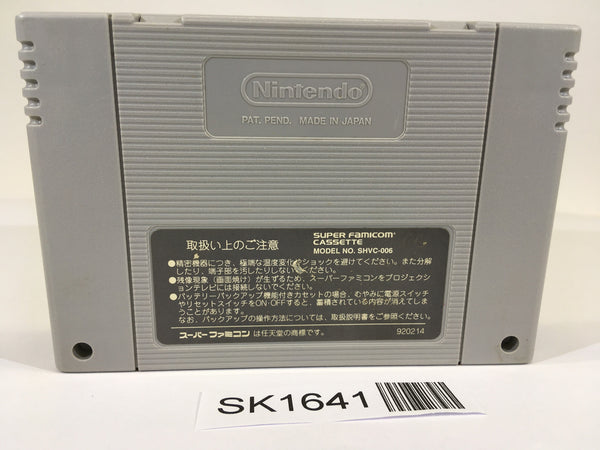 Nintendo
PAT. PEND. MADE IN JAPAN
取扱い上のご注意
SUPER FAMICOM
CASSETTE
MODEL NO. SHVC-006
●精密機器につき、極端な温度変化やショックを避けてください。また分解
したり、端子部を汚したりしないでください。
●残像現象（画面焼け）が生ずるため、スーパーファミコンをプロジェクシ
ョンテレビには接続しないでください。
●バッテリーバックアップ機能付きカセットの場合、むやみに電源スイッチ
やリセットスイッチをON・OFFすると、蓄積されている内容が消えてしま
うことがあります。
なお、バックアップの操作方法については、取扱説明書をご参照ください。
スーパーファミコン は任天堂の商標です。
920214
SK1641